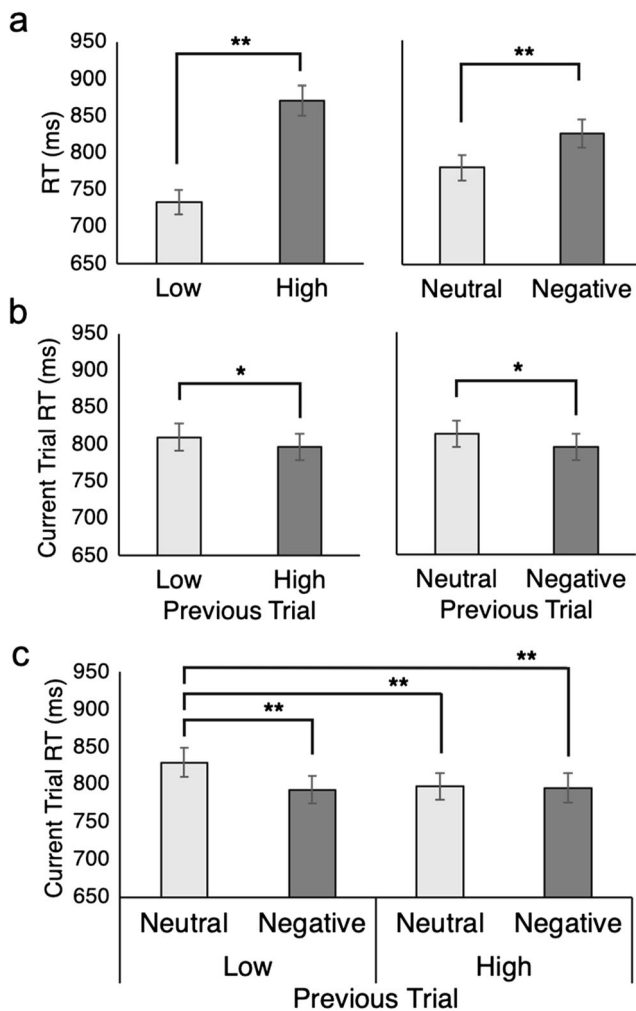 a
950
900
850
800
750
700
650
RT (ms)
**
Low High
**
Neutral Negative
b
950
900
850
800
750
700
650
Current Trial RT (ms)
*
Low High
Previous Trial
*
Neutral Negative
Previous Trial
c
950
900
850
800
750
700
650
Current Trial RT (ms)
**
**
**
Neutral Negative Neutral Negative
Low High
Previous Trial